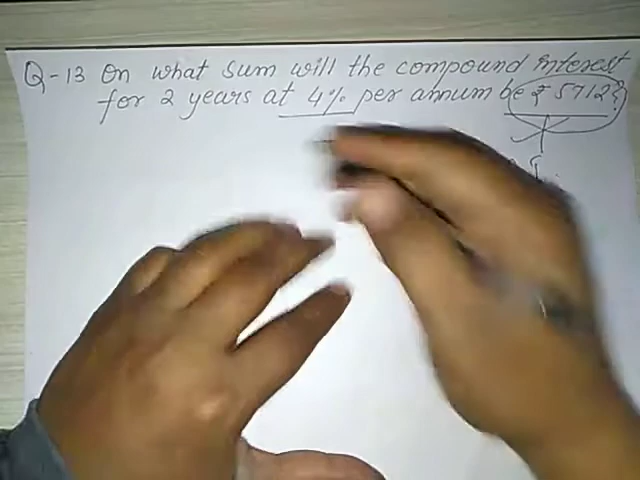 Q-13 On what sum will the compound interest
for 2 years at 4% per annum be ₹ 5712?